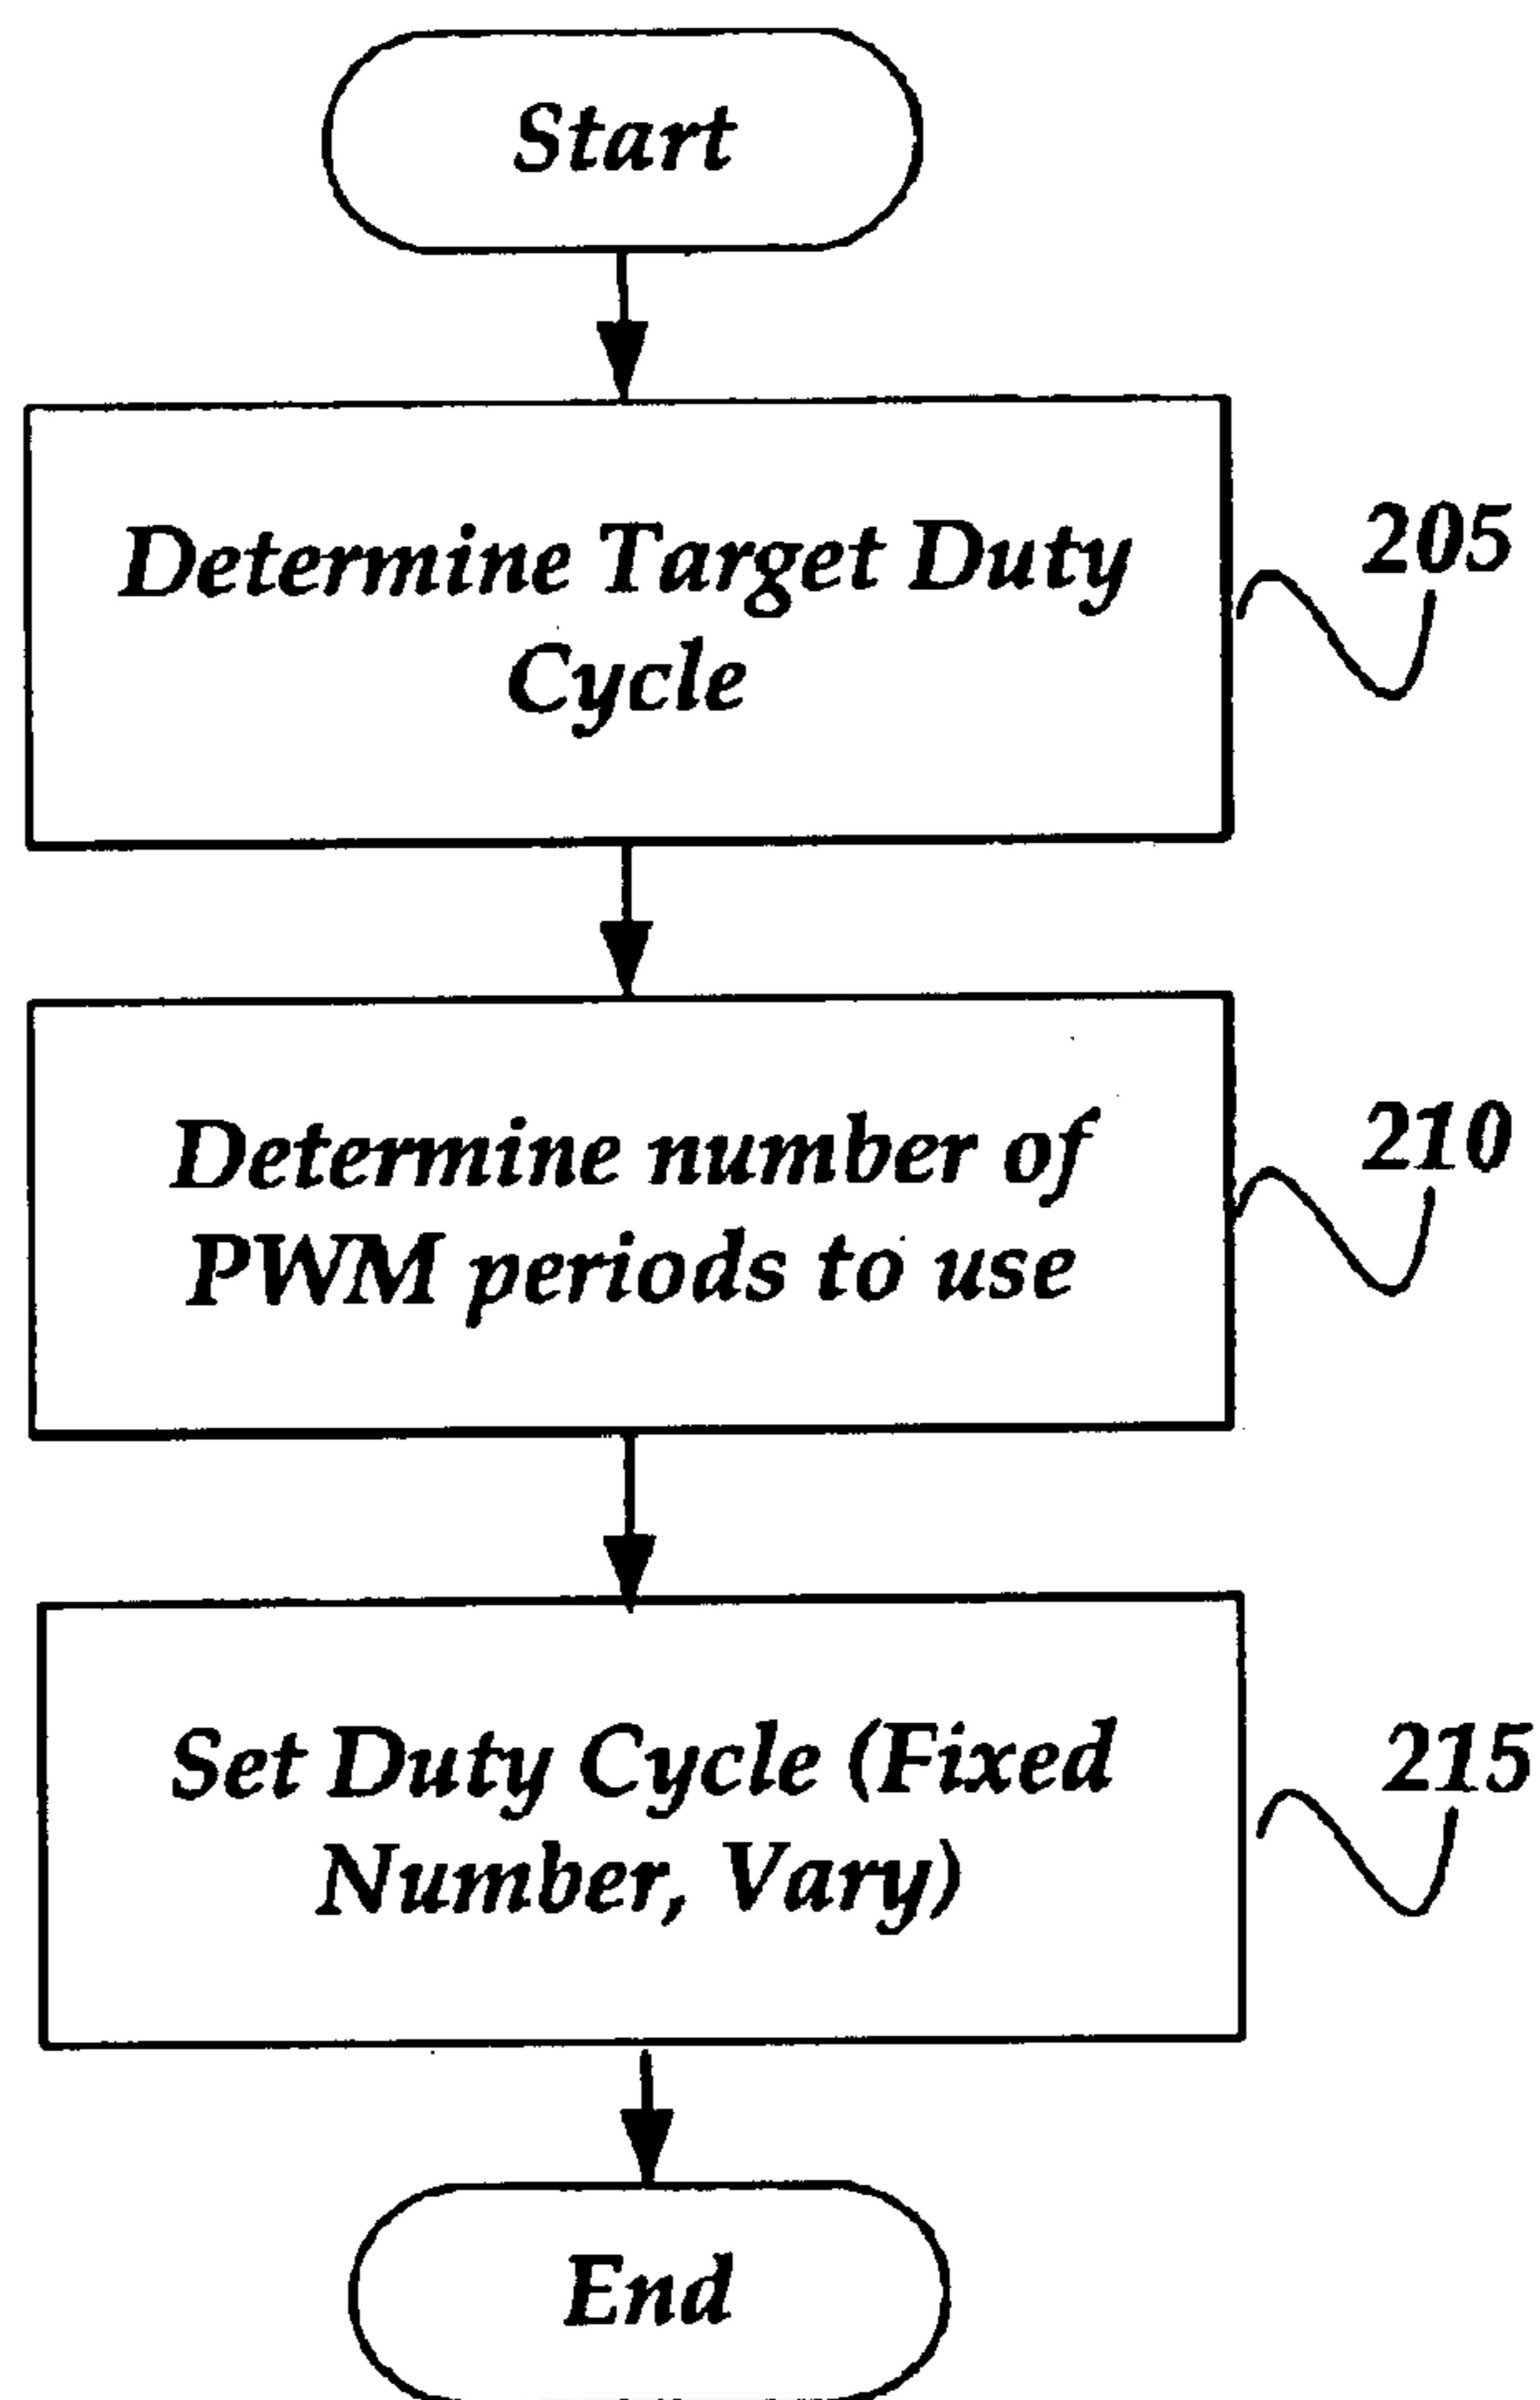 Start
Determine Target Duty
Cycle
205
Determine number of
PWM periods to use
210
Set Duty Cycle (Fixed
Number, Vary)
215
End